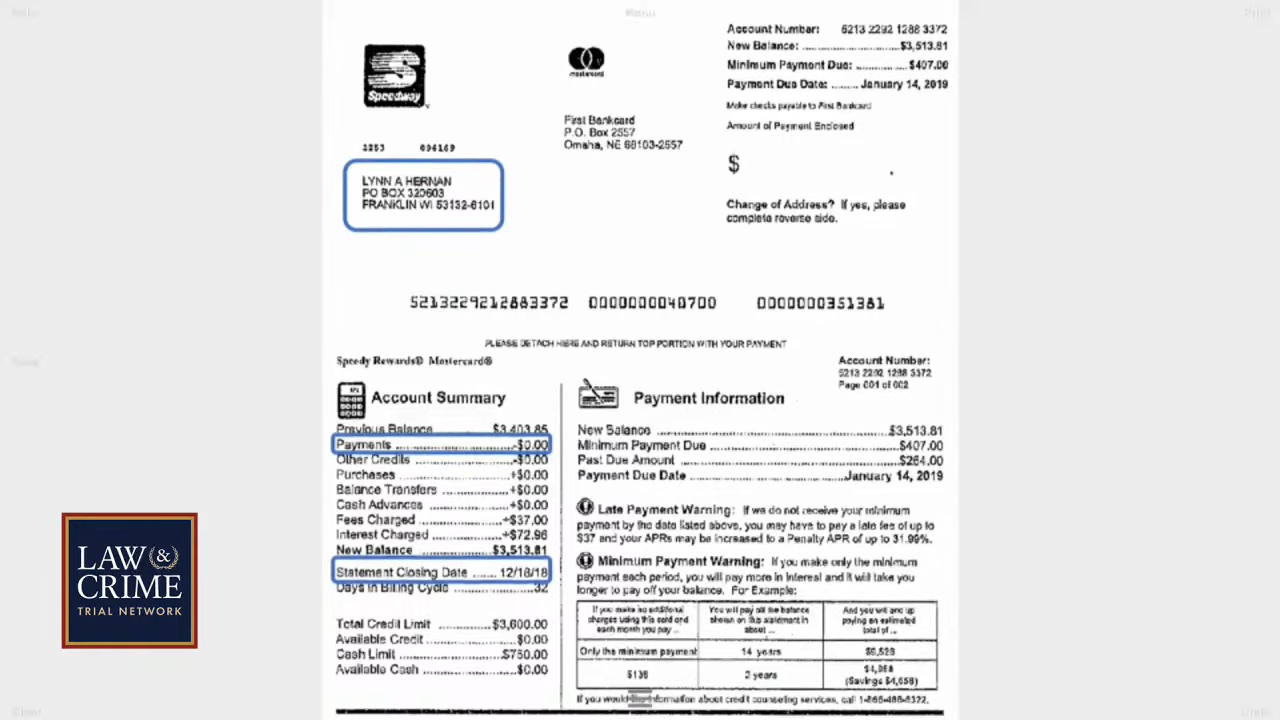 Account Number: 5213 2292 1288 3372
New Balance: $3,513.81
Minimum Payment Due: $407.00
Payment Due Date: January 14, 2019
Make checks payable to First Bankcard
Amount of Payment Enclosed
$
Change of Address? If yes, please
complete reverse side.
Speedway
mastercard
First Bankcard
P.O. Box 2557
Omaha, NE 68103-2557
LYNN A HERNAN
PO BOX 320603
FRANKLIN WI 53132-6101
5213229212883372 0000000040700 0000000351381
PLEASE DETACH HERE AND RETURN TOP PORTION WITH YOUR PAYMENT
Speedy Rewards® Mastercard®
Account Number:
5213 2292 1288 3372
Page 001 of 002
Account Summary
Previous Balance $3,403.85
Payments -$0.00
Other Credits -$0.00
Purchases +$0.00
Balance Transfers +$0.00
Cash Advances +$0.00
Fees Charged +$37.00
Interest Charged +$72.96
New Balance $3,513.81
Statement Closing Date 12/18/18
Days in Billing Cycle 32
Total Credit Limit $3,600.00
Available Credit $0.00
Cash Limit $750.00
Available Cash $0.00
Payment Information
New Balance $3,513.81
Minimum Payment Due $407.00
Past Due Amount $264.00
Payment Due Date January 14, 2019
Late Payment Warning: If we do not receive your minimum
payment by the date listed above, you may have to pay a late fee of up to
$37 and your APRs may be increased to a Penalty APR of up to 31.99%.
Minimum Payment Warning: If you make only the minimum
payment each period, you will pay more in interest and it will take you
longer to pay off your balance. For Example:
If you make no additional
charges using this card and
each month you pay ...
You will pay off the balance
shown on this statement in
about ...
And you will end up
paying an estimated
total of ...
Only the minimum payment 14 years
2 years
If you would information about credit counseling services, call
LAW &
CRIME
TRIAL NETWORK